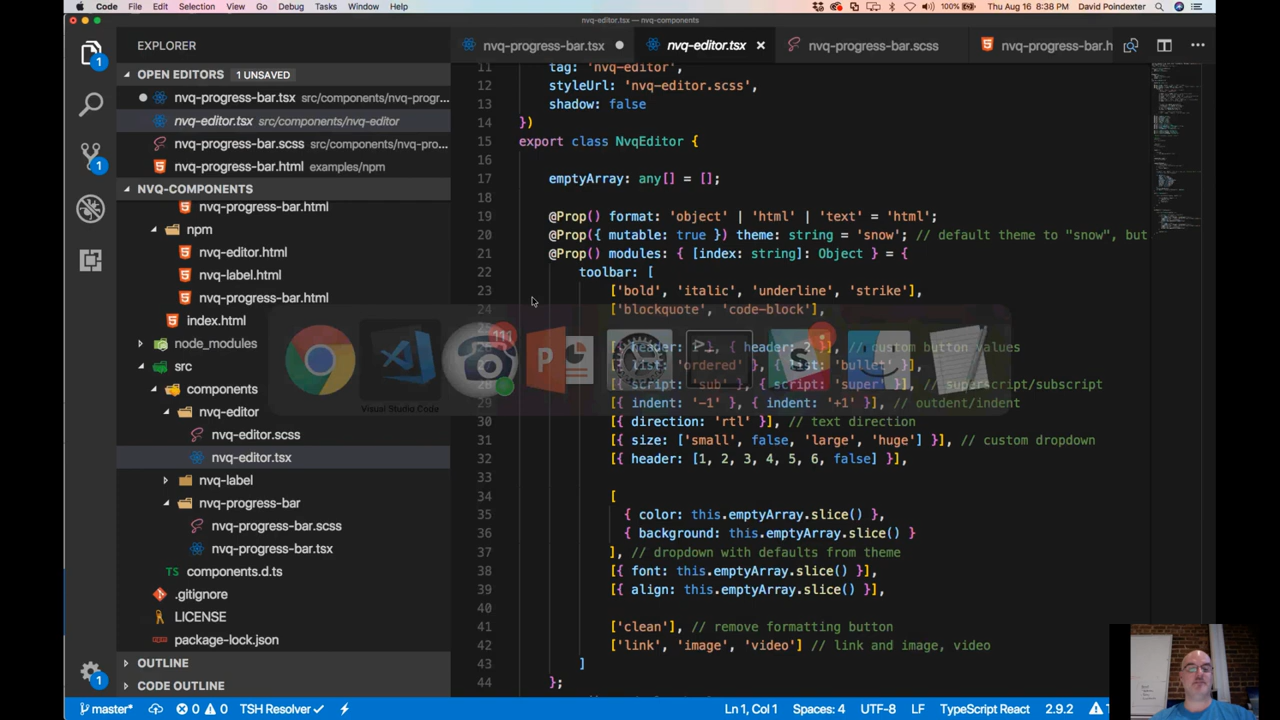 Code File Edit Selection View Go Debug Tasks Window Help
100% Thu Aug 16 8:38 PM David Poindexter
nvq-editor.tsx — nvq-components
EXPLORER
nvq-progress-bar.tsx
nvq-editor.tsx
nvq-progress-bar.scss
nvq-progress-bar.h
OPEN EDITORS 1 UNSAVED
nvq-progress-bar.tsx src/components/nvq-progr...
nvq-editor.tsx src/components/nvq-editor
nvq-progress-bar.scss src/components/nvq-pro...
nvq-progress-bar.html examples/npm
NVQ-COMPONENTS
nvq-progress-bar.html
npm
nvq-editor.html
nvq-label.html
nvq-progress-bar.html
index.html
node_modules
src
components
nvq-editor
nvq-editor.scss
nvq-editor.tsx
nvq-label
nvq-progress-bar
nvq-progress-bar.scss
nvq-progress-bar.tsx
components.d.ts
.gitignore
LICENSE
package-lock.json
OUTLINE
CODE OUTLINE
11 tag: 'nvq-editor',
12 styleUrl: 'nvq-editor.scss',
13 shadow: false
14 })
15 export class NvqEditor {
16
17 emptyArray: any[] = [];
18
19 @Prop() format: 'object' | 'html' | 'text' = 'html';
20 @Prop({ mutable: true }) theme: string = 'snow'; // default theme to "snow", but
21 @Prop() modules: { [index: string]: Object } = {
22 toolbar: [
23 ['bold', 'italic', 'underline', 'strike'],
24 ['blockquote', 'code-block'],
[{ header: 1 }, { header: 2 }], // custom button values
27 [{ list: 'ordered' }, { list: 'bullet' }],
28 [{ script: 'sub' }, { script: 'super' }], // superscript/subscript
29 [{ indent: '-1' }, { indent: '+1' }], // outdent/indent
30 [{ direction: 'rtl' }], // text direction
31 [{ size: ['small', false, 'large', 'huge'] }], // custom dropdown
32 [{ header: [1, 2, 3, 4, 5, 6, false] }],
33
34 [
35 { color: this.emptyArray.slice() },
36 { background: this.emptyArray.slice() }
37 ], // dropdown with defaults from theme
38 [{ font: this.emptyArray.slice() }],
39 [{ align: this.emptyArray.slice() }],
40
41 ['clean'], // remove formatting button
42 ['link', 'image', 'video'] // link and image, video
43 ]
44 };
111
Visual Studio Code
master* 0 0 TSH Resolver
Ln 1, Col 1 Spaces: 4 UTF-8 LF TypeScript React 2.9.2